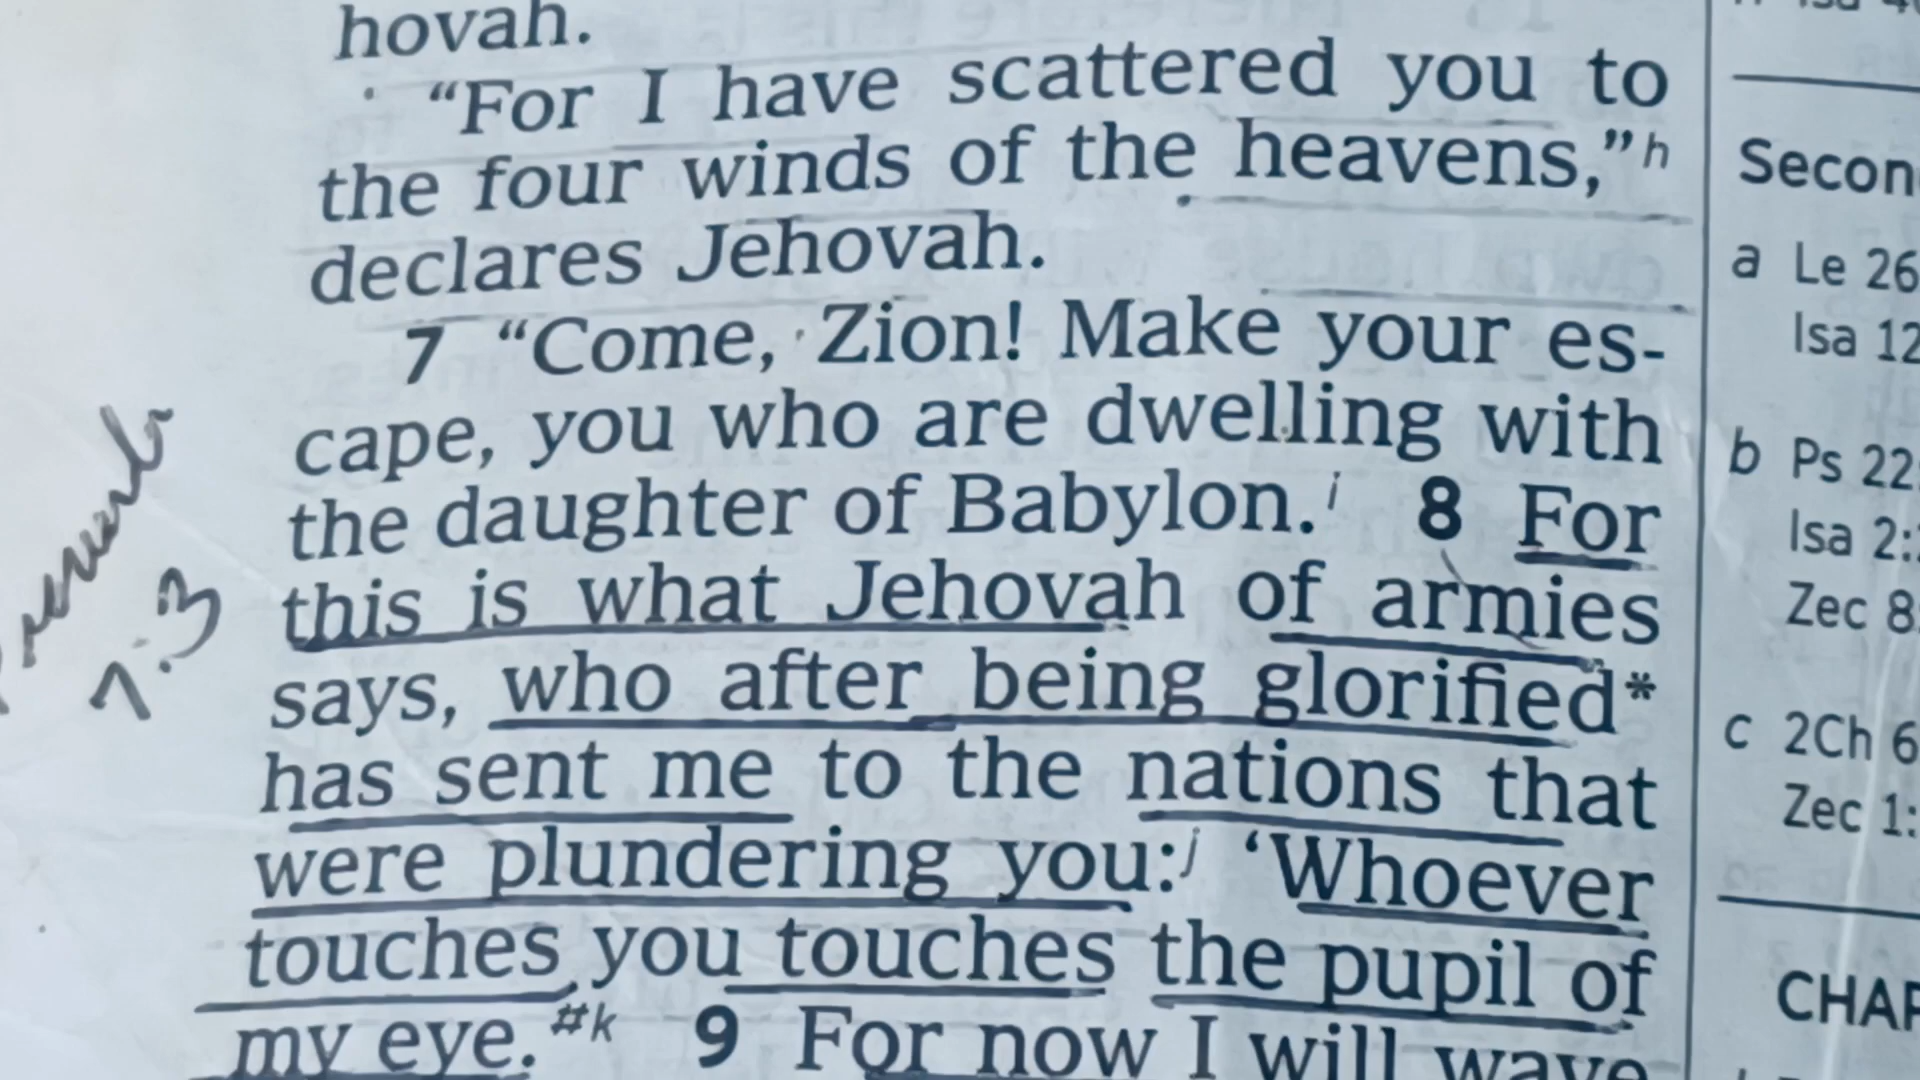 hovah.
“For I have scattered you to
the four winds of the heavens,”h
declares Jehovah.
7 “Come, Zion! Make your es-
cape, you who are dwelling with
the daughter of Babylon.i 8 For
this is what Jehovah of armies
says, who after being glorified*
has sent me to the nations that
were plundering you:j ‘Whoever
touches you touches the pupil of
my eye.#k 9 For now I will wave
1:3
Secon
a Le 26
Isa 12
b Ps 22:
Isa 2:
Zec 8
c 2Ch 6
Zec 1:
CHAP